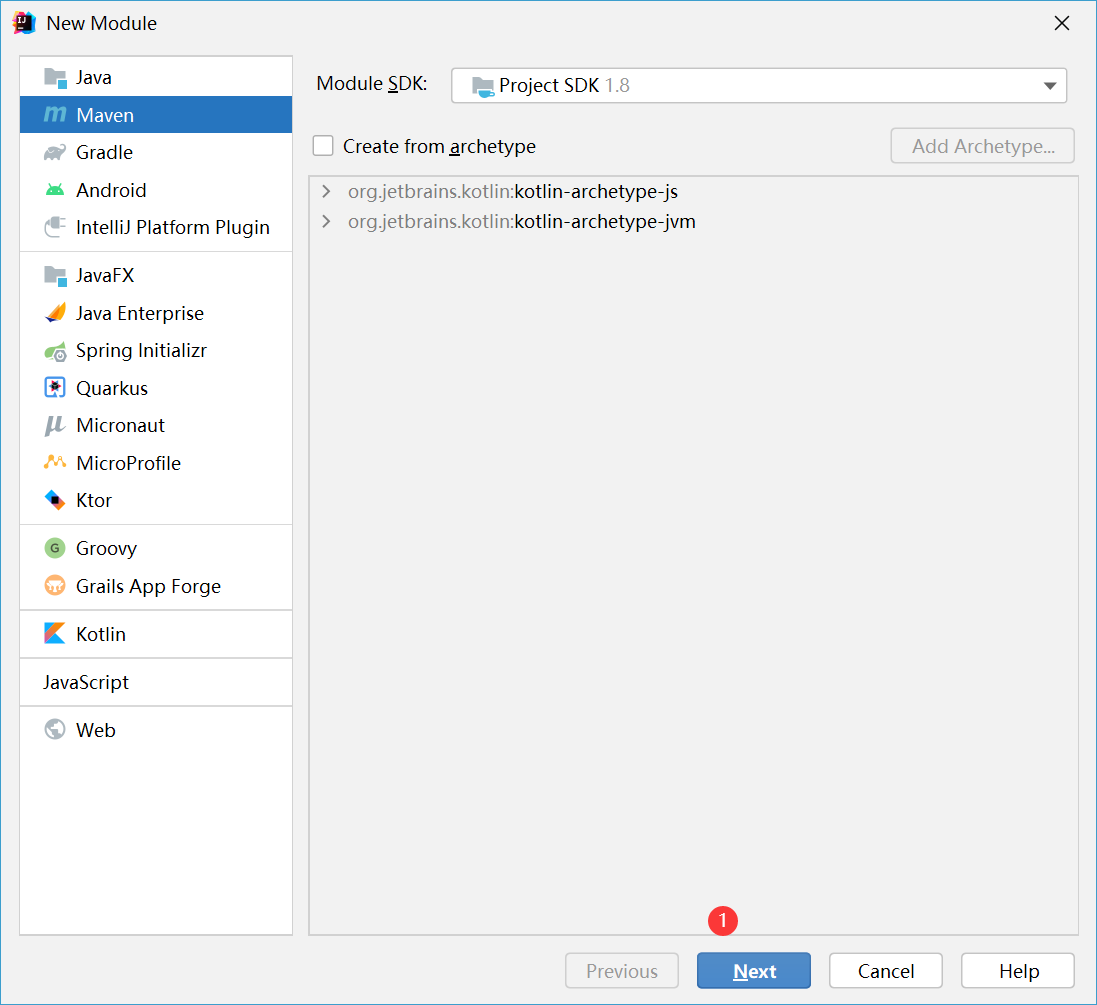 New Module
Java
Maven
Gradle
Android
IntelliJ Platform Plugin
JavaFX
Java Enterprise
Spring Initializr
Quarkus
Micronaut
MicroProfile
Ktor
Groovy
Grails App Forge
Kotlin
JavaScript
Web
Module SDK: Project SDK 1.8
Create from archetype Add Archetype...
org.jetbrains.kotlin:kotlin-archetype-js
org.jetbrains.kotlin:kotlin-archetype-jvm
1
Previous Next Cancel Help